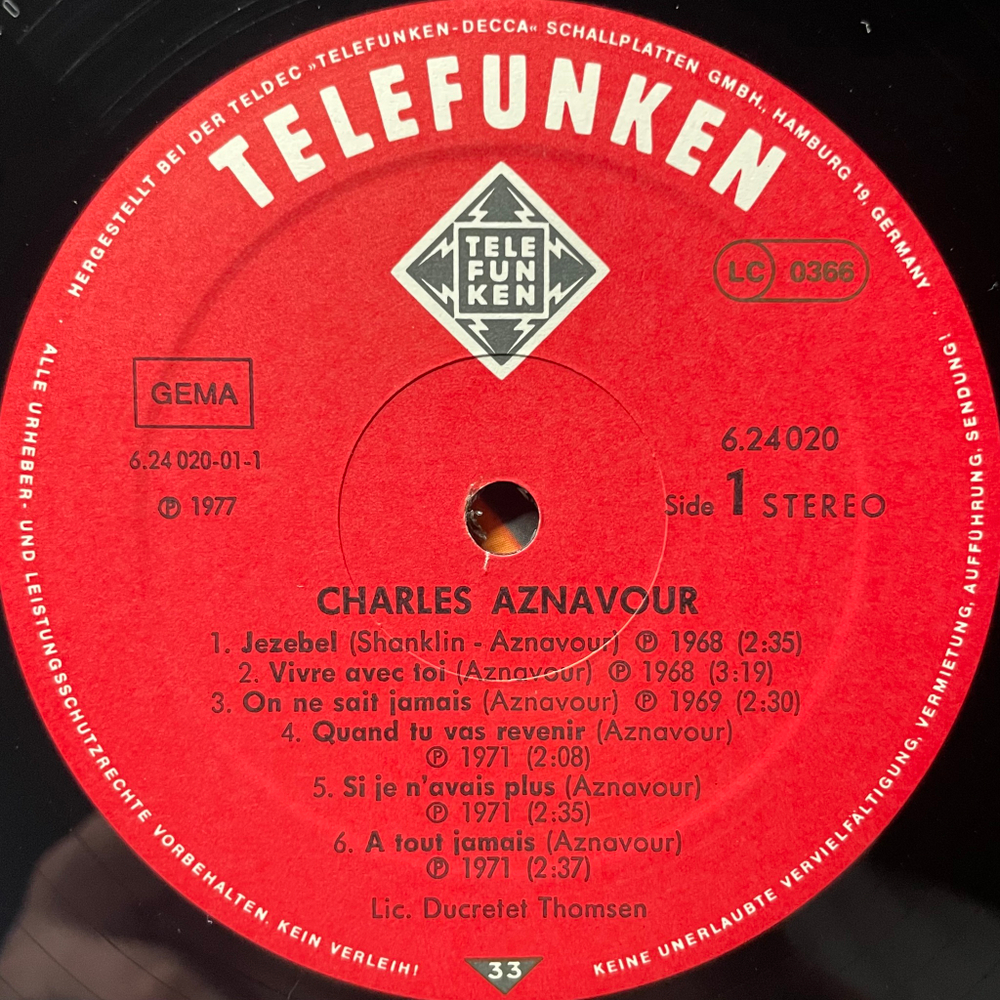 HERGESTELLT BEI DER TELDEC »TELEFUNKEN-DECCA« SCHALLPLATTEN GMBH., HAMBURG 19, GERMANY
TELEFUNKEN
TELE
FUN
KEN
LC 0366
GEMA
6.24020
6.24 020-01-1
Side 1 STEREO
℗ 1977
CHARLES AZNAVOUR
1. Jezebel (Shanklin - Aznavour) ℗ 1968 (2:35)
2. Vivre avec toi (Aznavour) ℗ 1968 (3:19)
3. On ne sait jamais (Aznavour) ℗ 1969 (2:30)
4. Quand tu vas revenir (Aznavour)
℗ 1971 (2:08)
5. Si je n'avais plus (Aznavour)
℗ 1971 (2:35)
6. A tout jamais (Aznavour)
℗ 1971 (2:37)
Lic. Ducretet Thomsen
33
ALLE URHEBER- UND LEISTUNGSSCHUTZRECHTE VORBEHALTEN, KEIN VERLEIH!
KEINE UNERLAUBTE VERVIELFÄLTIGUNG, VERMIETUNG, AUFFÜHRUNG, SENDUNG!